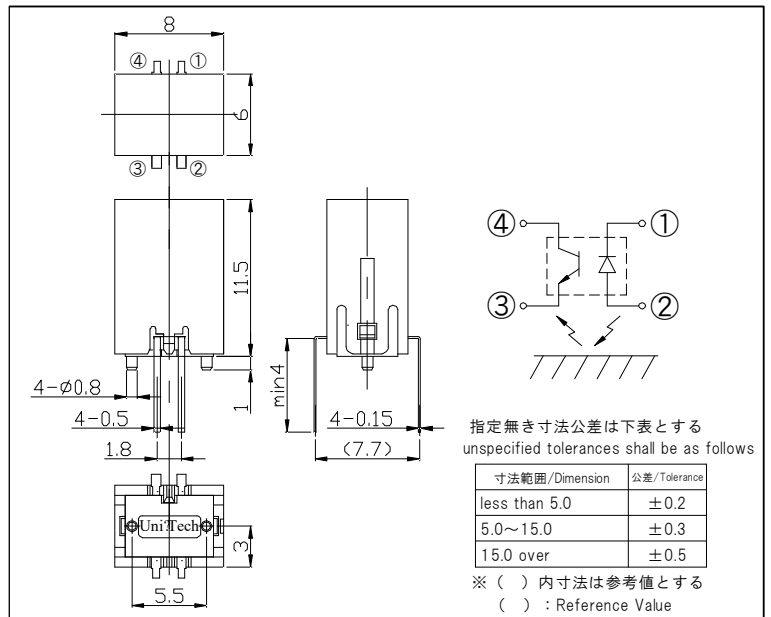 8
④ ①
6
③ ②
11.5
1
4-Ø0.8
4-0.5
1.8
min4
4-0.15
(7.7)
④ ①
③ ②
Uni?Tech
3
5.5
指定無き寸法公差は下表とする
unspecified tolerances shall be as follows
寸法範囲/Dimension 公差/Tolerance
less than 5.0 ±0.2
5.0～15.0 ±0.3
15.0 over ±0.5
※（ ）内寸法は参考値とする
（ ）：Reference Value